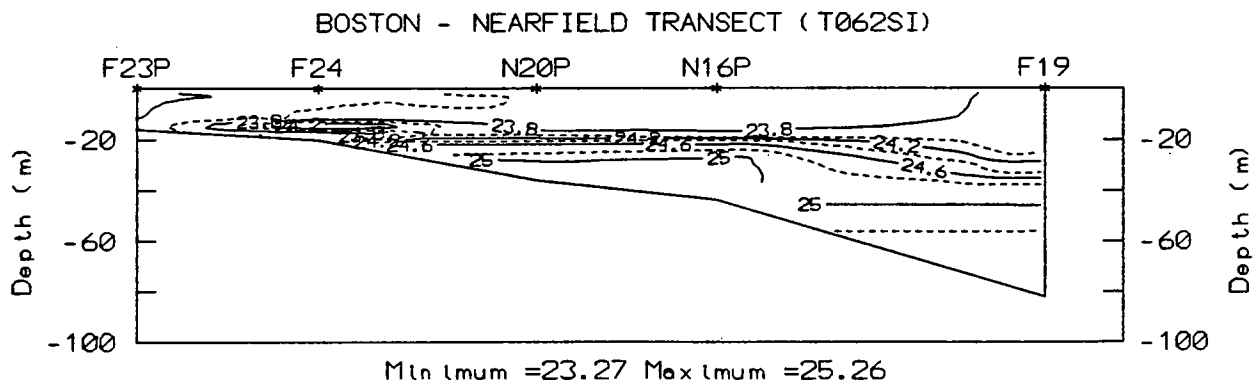 BOSTON - NEARFIELD TRANSECT (T062SI)
F23P F24 N20P N16P F19
23.8 23.8 23.8
24.2
24.6 24.6 24.6
25 25
25
-20 -20
-60 -60
-100 -100
Depth (m)
Depth (m)
Minimum =23.27 Maximum =25.26